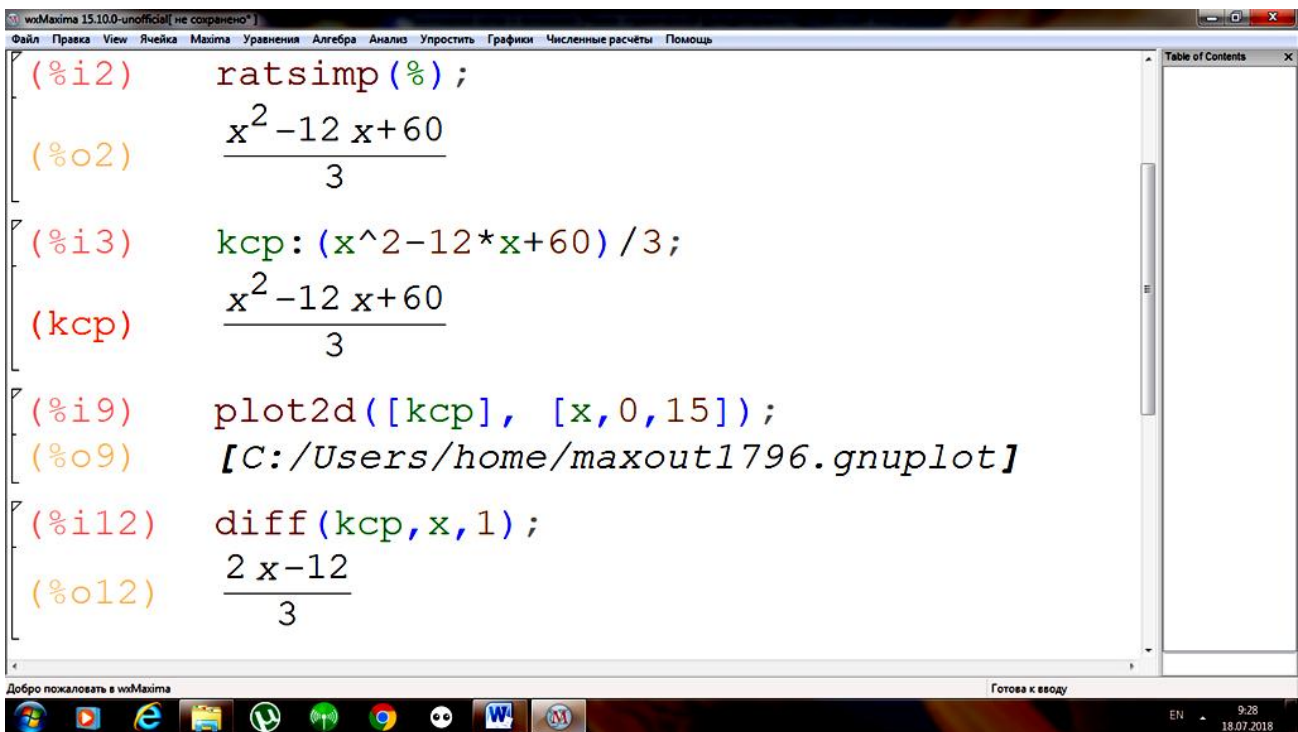 wxMaxima 15.10.0-unofficial[ не сохранено* ]
Файл Правка View Ячейка Maxima Уравнения Алгебра Анализ Упростить Графики Численные расчёты Помощь
Table of Contents
(%i2) ratsimp(%);
(%o2) x^2-12 x+60
3
(%i3) kcp:(x^2-12*x+60)/3;
(kcp) x^2-12 x+60
3
(%i9) plot2d([kcp], [x,0,15]);
(%o9) [C:/Users/home/maxout1796.gnuplot]
(%i12) diff(kcp,x,1);
(%o12) 2 x-12
3
Добро пожаловать в wxMaxima Готова к вводу
EN 9:28
18.07.2018